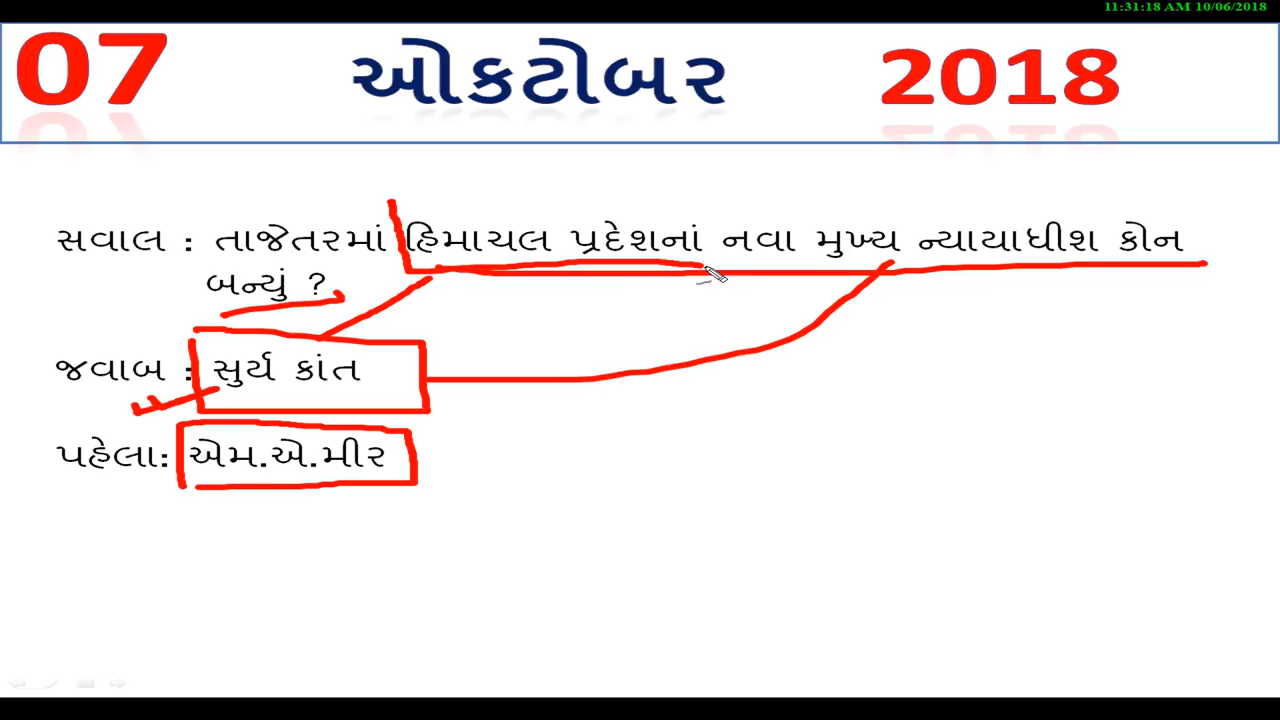 11:31:18 AM 10/06/2018
07 ઓક્ટોબર 2018
સવાલ : તાજેતરમાં હિમાચલ પ્રદેશનાં નવા મુખ્ય ન્યાયાધીશ કોન
બન્યું ?
જવાબ : સુર્ય કાંત
પહેલા: એમ.એ.મીર